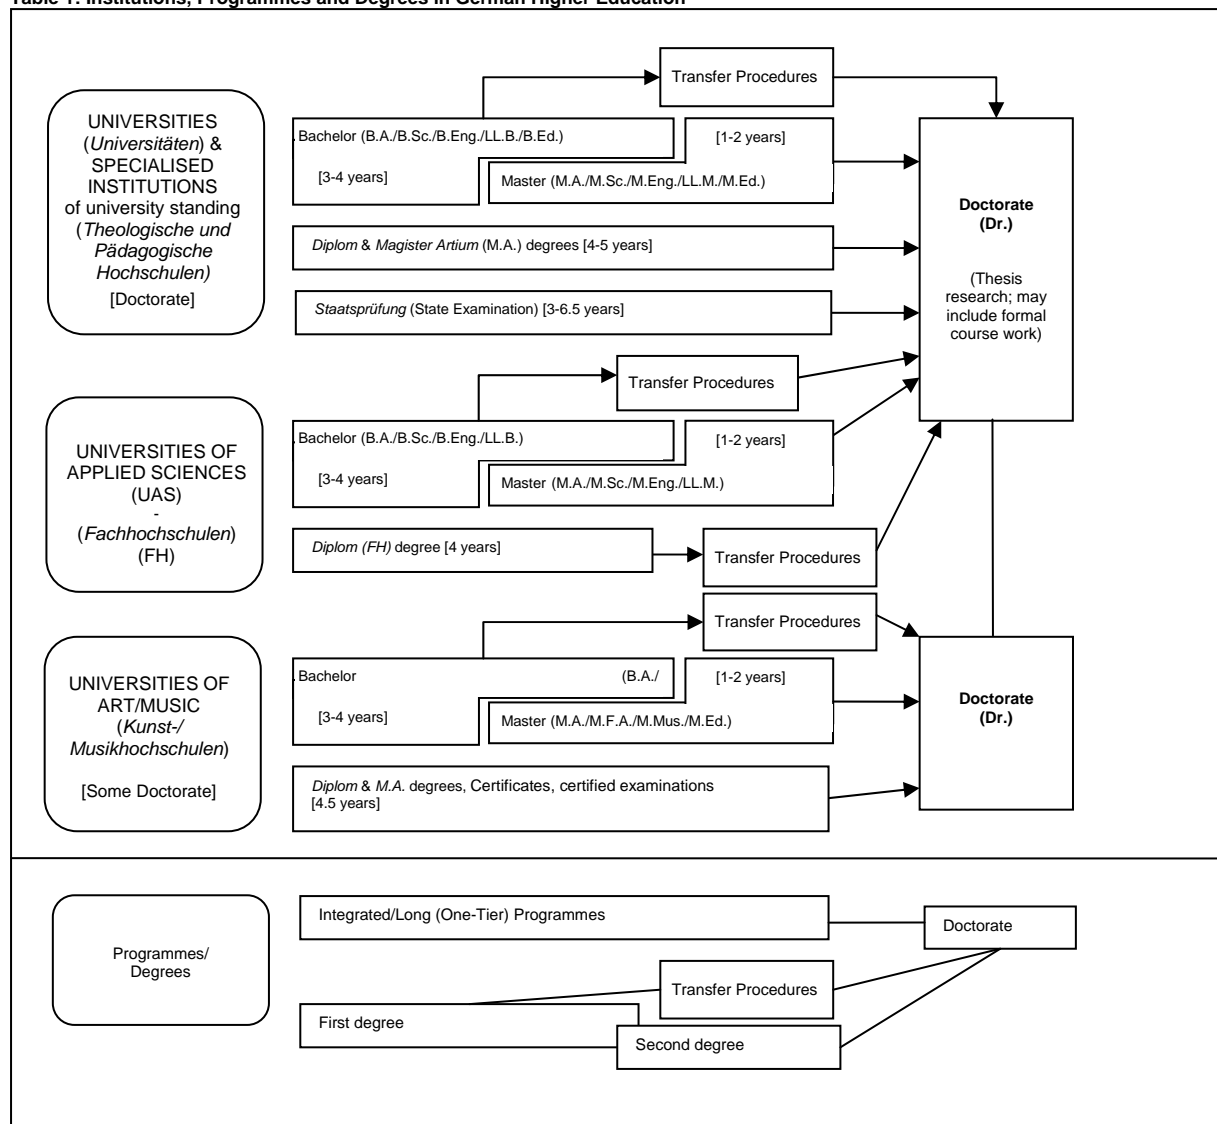 Table 1: Institutions, Programmes and Degrees in German Higher Education
Transfer Procedures
UNIVERSITIES
(Universitäten) &
SPECIALISED
INSTITUTIONS
of university standing
(Theologische und
Pädagogische
Hochschulen)
[Doctorate]
Bachelor (B.A./B.Sc./B.Eng./LL.B./B.Ed.)
[3-4 years]
[1-2 years]
Master (M.A./M.Sc./M.Eng./LL.M./M.Ed.)
Diplom & Magister Artium (M.A.) degrees [4-5 years]
Staatsprüfung (State Examination) [3-6.5 years]
Doctorate
(Dr.)
(Thesis
research; may
include formal
course work)
Transfer Procedures
UNIVERSITIES OF
APPLIED SCIENCES
(UAS)
-
(Fachhochschulen)
(FH)
Bachelor (B.A./B.Sc./B.Eng./LL.B.)
[3-4 years]
[1-2 years]
Master (M.A./M.Sc./M.Eng./LL.M.)
Diplom (FH) degree [4 years]
Transfer Procedures
Transfer Procedures
UNIVERSITIES OF
ART/MUSIC
(Kunst-/
Musikhochschulen)
[Some Doctorate]
Bachelor (B.A./
[3-4 years]
[1-2 years]
Master (M.A./M.F.A./M.Mus./M.Ed.)
Diplom & M.A. degrees, Certificates, certified examinations
[4.5 years]
Doctorate
(Dr.)
Programmes/
Degrees
Integrated/Long (One-Tier) Programmes
Doctorate
Transfer Procedures
First degree
Second degree